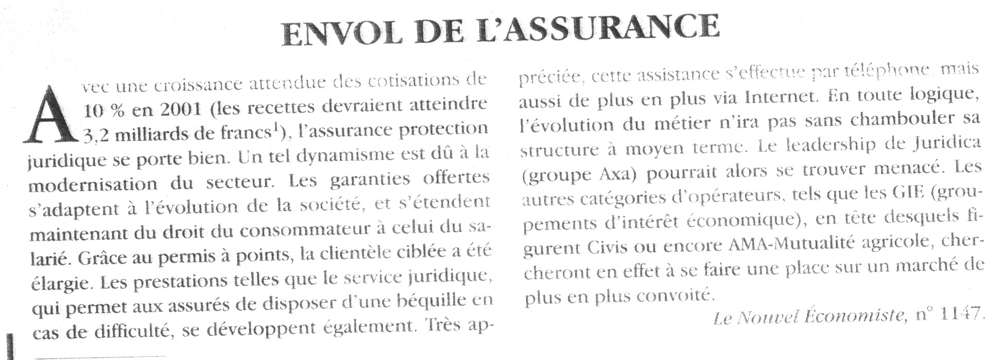 ENVOL DE L'ASSURANCE
Avec une croissance attendue des cotisations de
10 % en 2001 (les recettes devraient atteindre
3,2 milliards de francs¹), l'assurance protection
juridique se porte bien. Un tel dynamisme est dû à la
modernisation du secteur. Les garanties offertes
s'adaptent à l'évolution de la société, et s'étendent
maintenant du droit du consommateur à celui du sa-
larié. Grâce au permis à points, la clientèle ciblée a été
élargie. Les prestations telles que le service juridique,
qui permet aux assurés de disposer d'une béquille en
cas de difficulté, se développent également. Très ap-
préciée, cette assistance s'effectue par téléphone mais
aussi de plus en plus via Internet. En toute logique,
l'évolution du métier n'ira pas sans chambouler sa
structure à moyen terme. Le leadership de Juridica
(groupe Axa) pourrait alors se trouver menacé. Les
autres catégories d'opérateurs, tels que les GIE (grou-
pements d'intérêt économique), en tête desquels fi-
gurent Civis ou encore AMA-Mutualité agricole, cher-
cheront en effet à se faire une place sur un marché de
plus en plus convoité.
Le Nouvel Économiste, n° 1147.